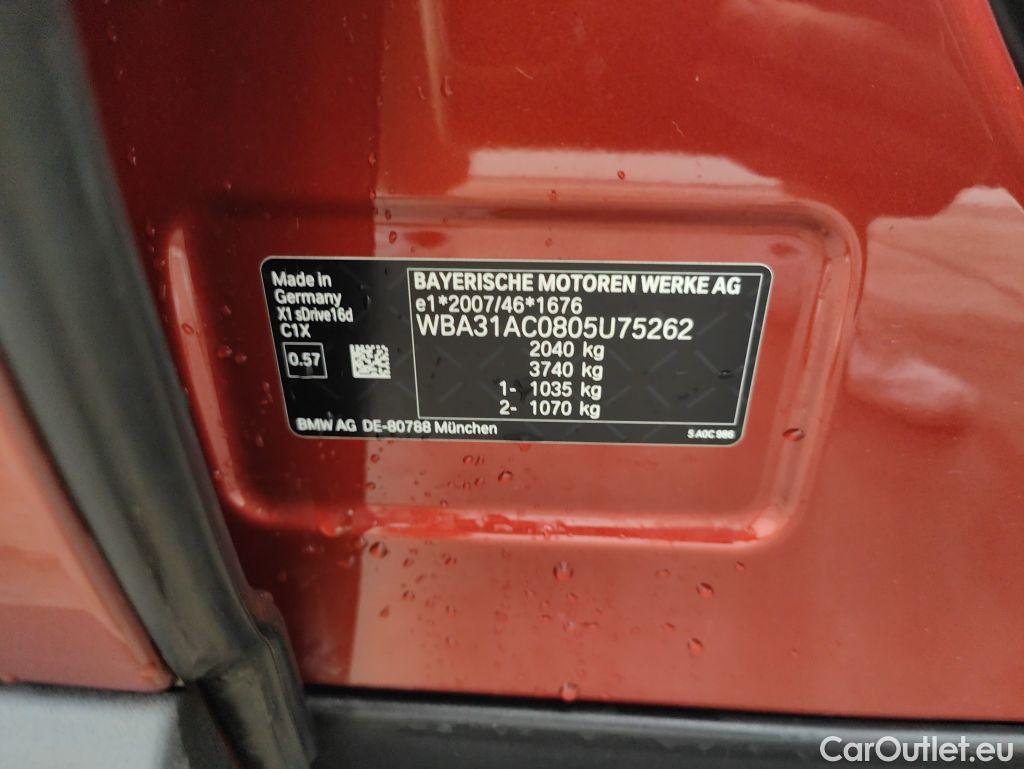 Made in
Germany
X1 sDrive16d
C1X
0.57
BAYERISCHE MOTOREN WERKE AG
e1*2007/46*1676
WBA31AC0805U75262
2040 kg
3740 kg
1- 1035 kg
2- 1070 kg
BMW AG DE-80788 München
5 A0C 986
CarOutlet.eu